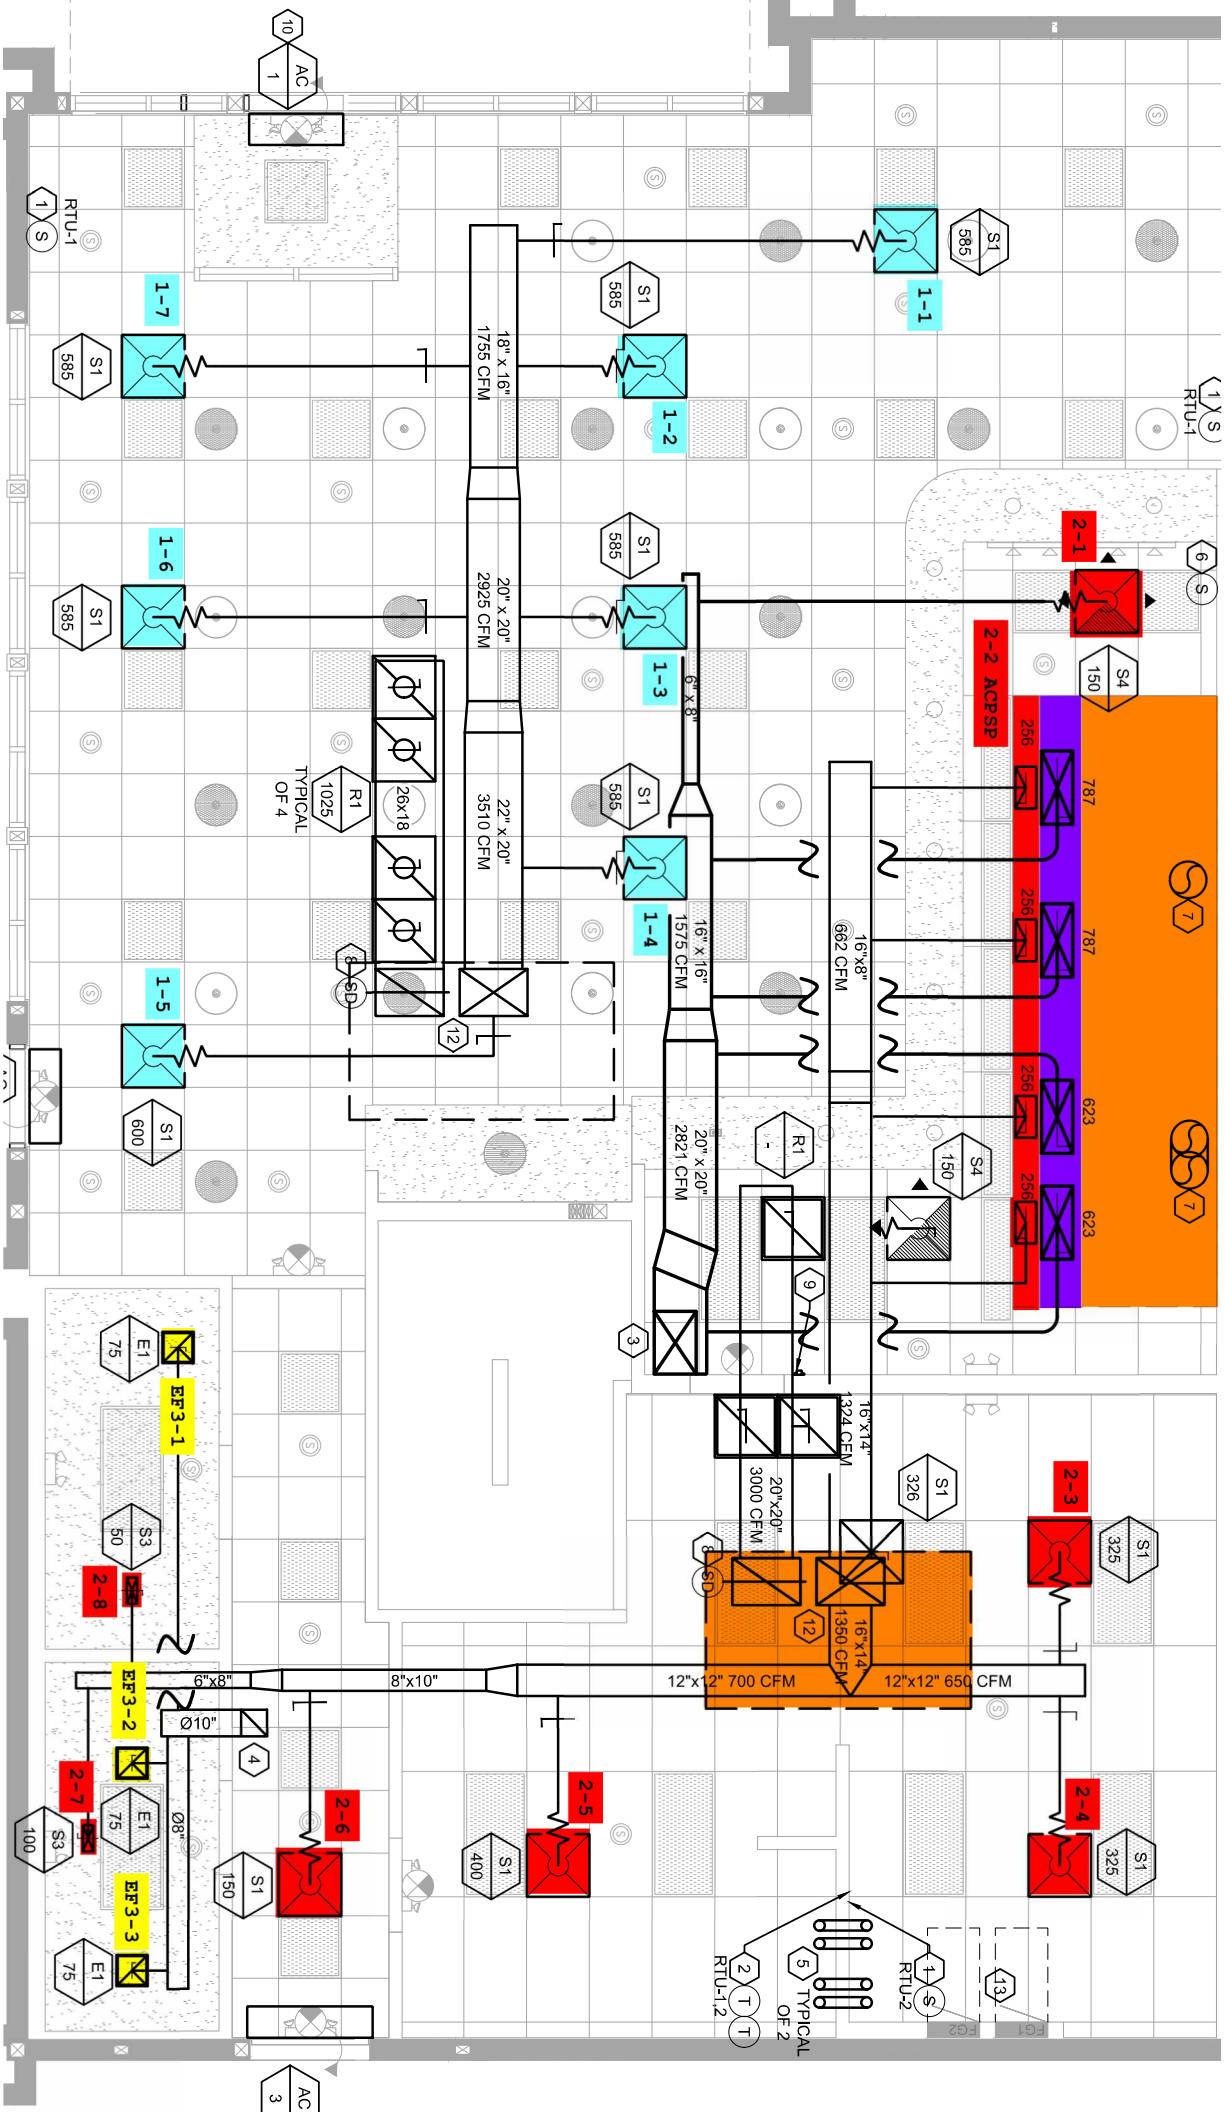 10
AC
1
RTU-1
1
S
1-7
S1
585
18" x 16"
1755 CFM
S1
585
1-2
S1
585
1-1
1
S
RTU-1
1-6
S1
585
20" x 20"
2925 CFM
S1
585
1-3
6" x 8"
2-1
6
S
S4
150
2-2 ACPSP
256
787
256
787
256
623
256
623
7
7
R1
1025
TYPICAL
OF 4
26x18
22" x 20"
3510 CFM
S1
585
1-4
16" x 16"
1575 CFM
16"x8"
662 CFM
8
SD
12
1-5
S1
600
AC
20" x 20"
2821 CFM
R1
-
S4
150
9
3
E1
75
EF3-1
S3
50
2-8
16"x14"
1324 CFM
20"x20"
3000 CFM
S1
326
2-3
S1
325
8
SD
12
16"x14"
1350 CFM
6"x8"
8"x10"
12"x12" 700 CFM
12"x12" 650 CFM
EF3-2
Ø10"
4
2-7
S3
100
E1
75
Ø8"
2-6
S1
150
2-5
S1
400
2-4
S1
325
EF3-3
E1
75
2
T
T
RTU-1,2
5
TYPICAL
OF 2
1
S
RTU-2
13
FG2
FG1
AC
3